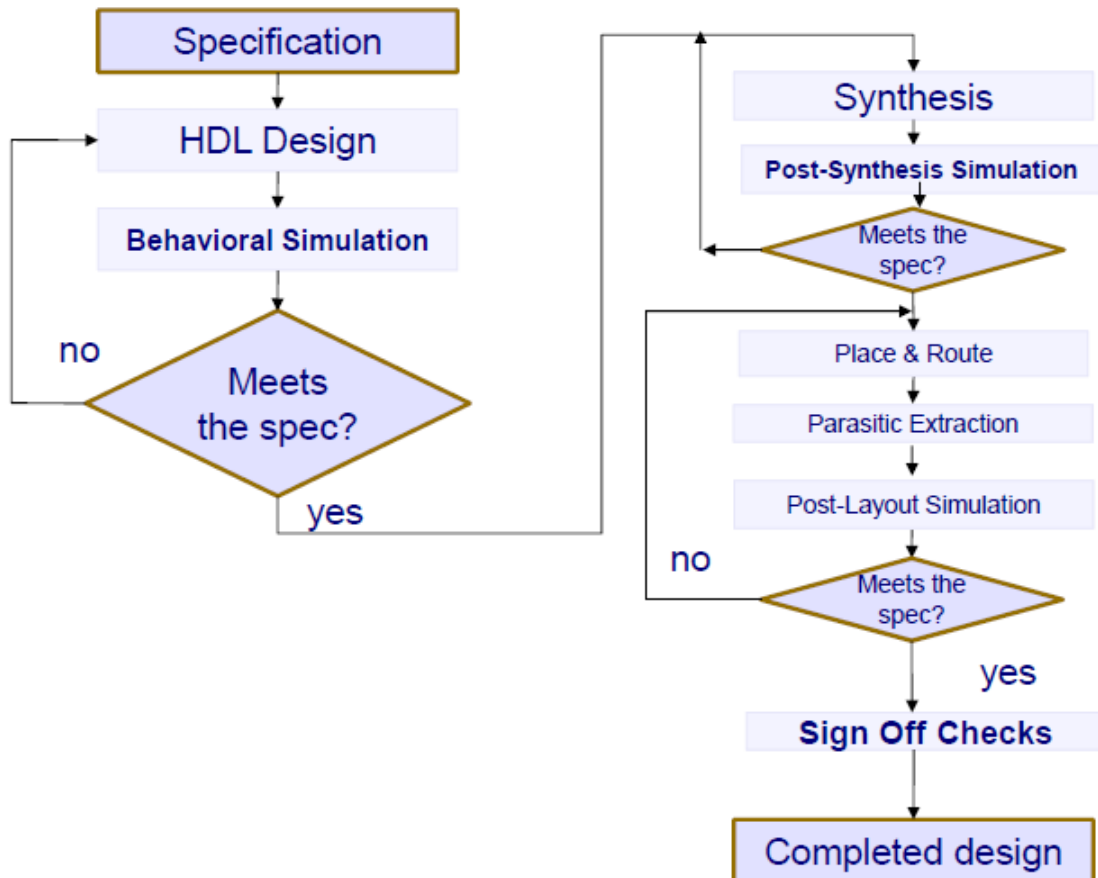 Specification
HDL Design
Behavioral Simulation
no
Meets
the spec?
yes
Synthesis
Post-Synthesis Simulation
Meets the
spec?
Place & Route
Parasitic Extraction
Post-Layout Simulation
no
Meets the
spec?
yes
Sign Off Checks
Completed design